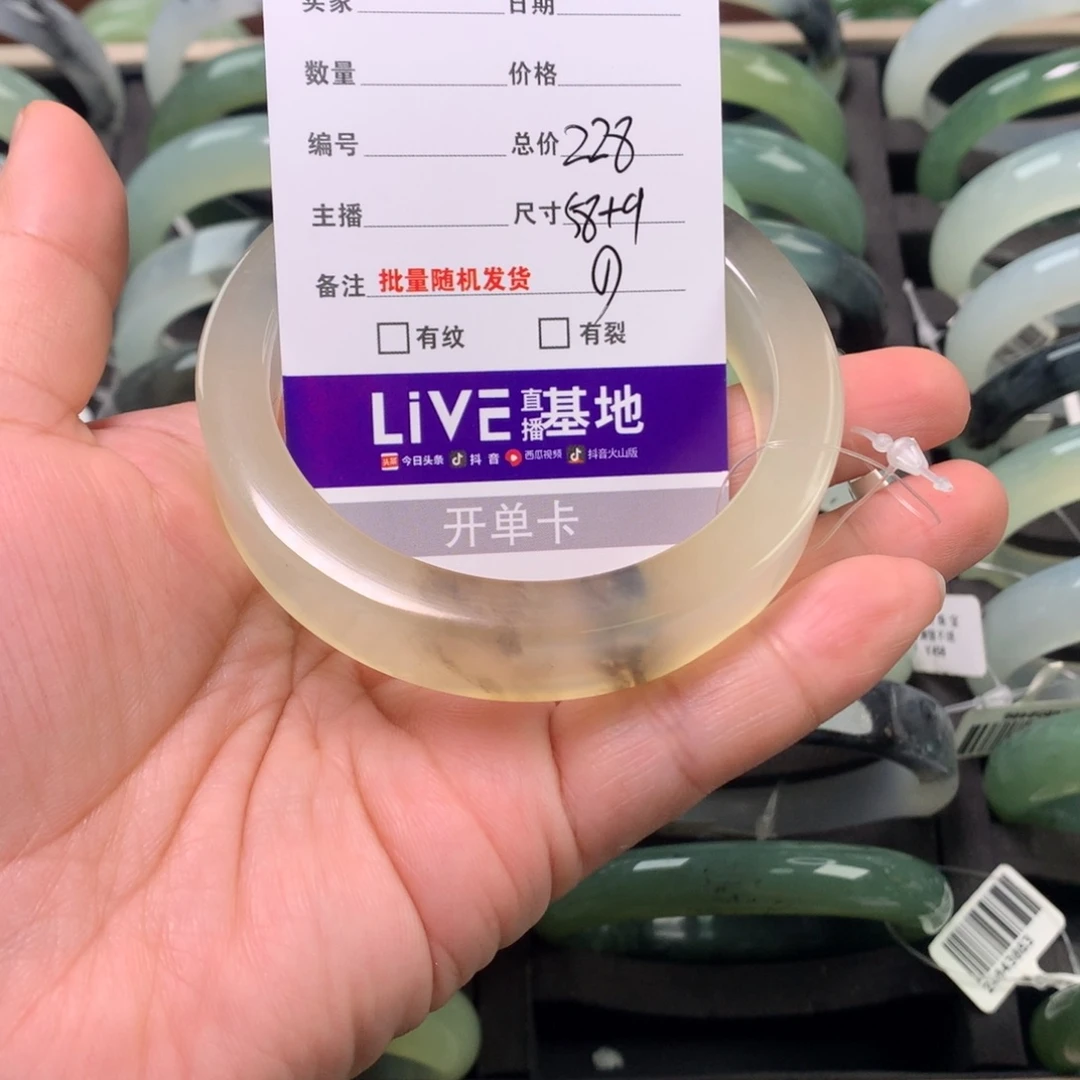 买家 日期
数量 价格
编号 总价 228
主播 尺寸 58+9
备注 批量随机发货
有纹 有裂
LiVE 直播基地
头条 今日头条 抖音 西瓜视频 抖音火山版
开单卡